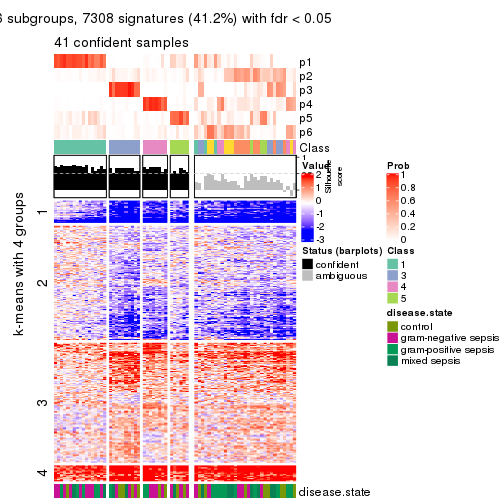 6 subgroups, 7308 signatures (41.2%) with fdr < 0.05
41 confident samples
p1
p2
p3
p4
p5
p6
Class
1
Silhouette
score
k-means with 4 groups
1
2
3
4
disease.state
Value
2
1
0
-1
-2
-3
Status (barplots)
confident
ambiguous
Prob
1
0.8
0.6
0.4
0.2
0
Class
1
3
4
5
disease.state
control
gram-negative sepsis
gram-positive sepsis
mixed sepsis